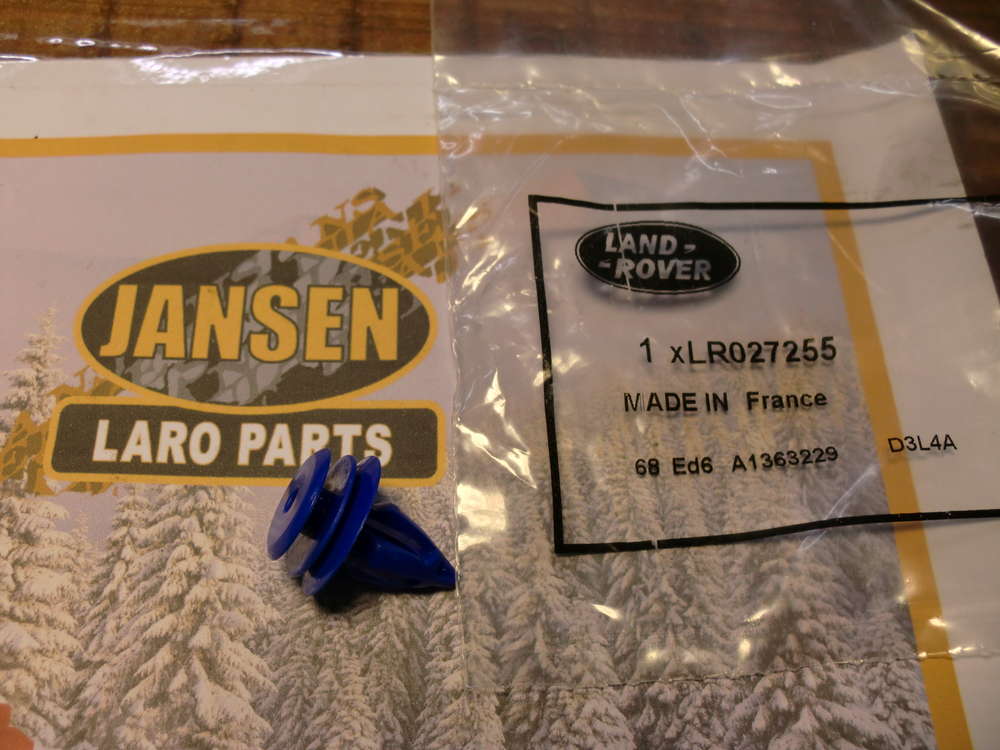 JANSEN
LARO PARTS
LAND-
-ROVER
1 xLR027255
MADE IN France
68 Ed6 A1363229
D3L4A